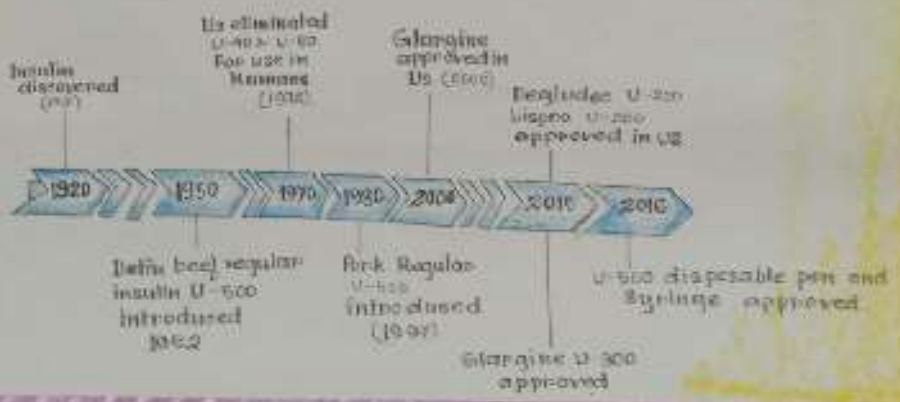 Insulin
discovered
US eliminated
U-40 & U-80
For use in
Humans
Glargine
approved in
US (2000)
Degludec U-200
Lispro U-200
approved in US
1920
1950
1970
1980
2000
2015
2016
beef regular
insulin U-500
introduced
1952
Pork Regular
U-500
introduced
Glargine U-300
approved
U-500 disposable pen and
Syringe approved